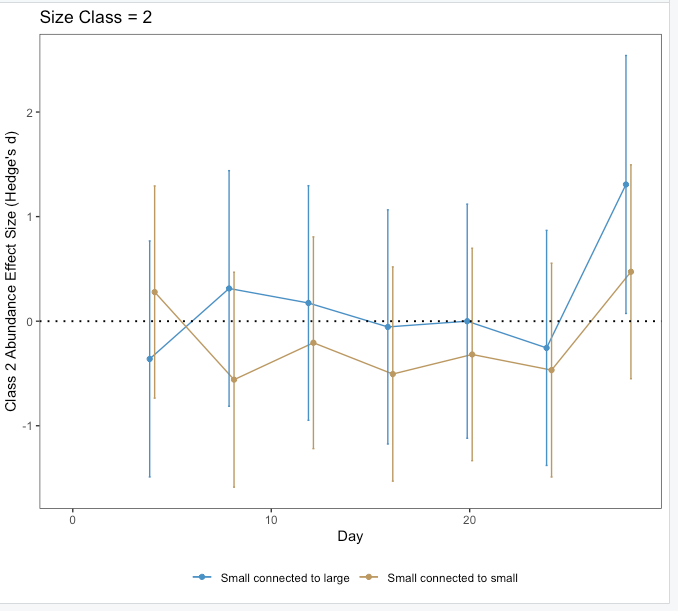 Size Class = 2
Class 2 Abundance Effect Size (Hedge's d)
2
1
0
-1
0 10 20
Day
Small connected to large Small connected to small